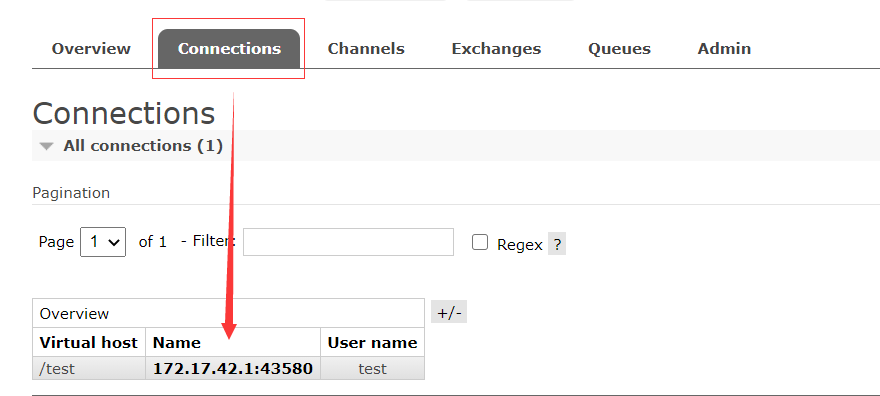 Overview Connections Channels Exchanges Queues Admin
Connections
All connections (1)
Pagination
Page 1 of 1 - Filter: Regex ?
Overview +/-
Virtual host Name User name
/test 172.17.42.1:43580 test